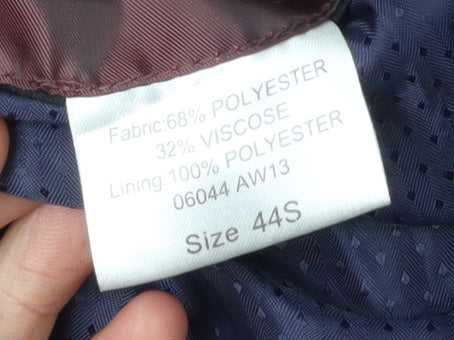 Fabric:68% POLYESTER
32% VISCOSE
Lining:100% POLYESTER
06044 AW13
Size 44S